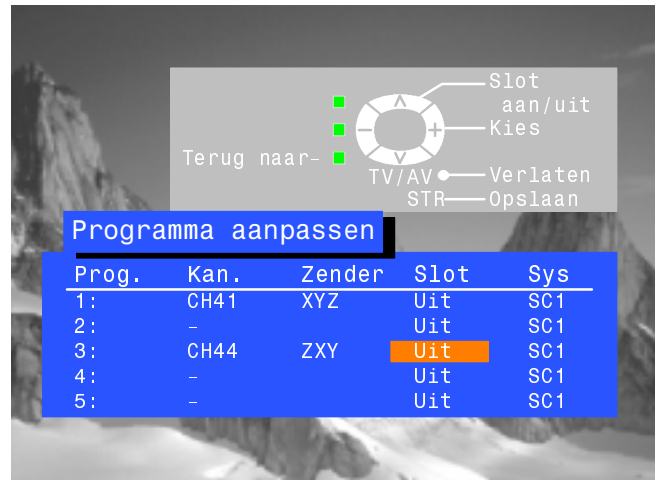 Slot
aan/uit
Kies
Terug naar–
TV/AV Verlaten
STR Opslaan
Programma aanpassen
Prog. Kan. Zender Slot Sys
1: CH41 XYZ Uit SC1
2: – Uit SC1
3: CH44 ZXY Uit SC1
4: – Uit SC1
5: – Uit SC1